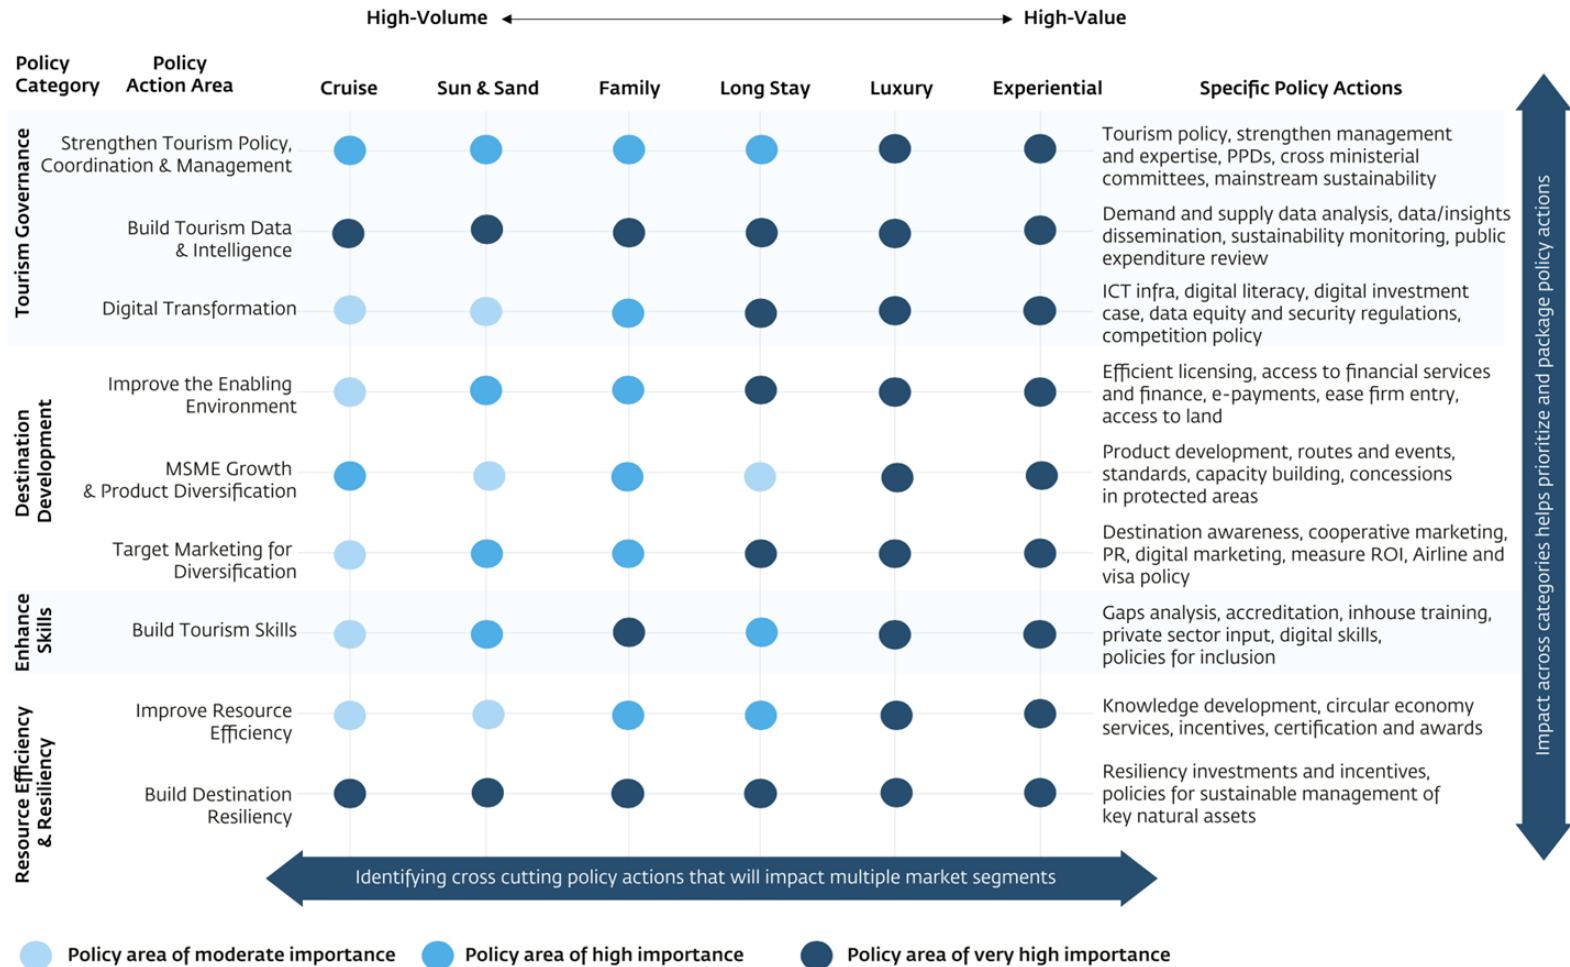 High-Volume High-Value
Policy
Category
Policy
Action Area
Cruise
Sun & Sand
Family
Long Stay
Luxury
Experiential
Specific Policy Actions
Tourism Governance
Strengthen Tourism Policy,
Coordination & Management
Tourism policy, strengthen management
and expertise, PPDs, cross ministerial
committees, mainstream sustainability
Build Tourism Data
& Intelligence
Demand and supply data analysis, data/insights
dissemination, sustainability monitoring, public
expenditure review
Digital Transformation
ICT infra, digital literacy, digital investment
case, data equity and security regulations,
competition policy
Destination
Development
Improve the Enabling
Environment
Efficient licensing, access to financial services
and finance, e-payments, ease firm entry,
access to land
MSME Growth
& Product Diversification
Product development, routes and events,
standards, capacity building, concessions
in protected areas
Target Marketing for
Diversification
Destination awareness, cooperative marketing,
PR, digital marketing, measure ROI, Airline and
visa policy
Enhance
Skills
Build Tourism Skills
Gaps analysis, accreditation, inhouse training,
private sector input, digital skills,
policies for inclusion
Resource Efficiency
& Resiliency
Improve Resource
Efficiency
Knowledge development, circular economy
services, incentives, certification and awards
Build Destination
Resiliency
Resiliency investments and incentives,
policies for sustainable management of
key natural assets
Impact across categories helps prioritize and package policy actions
Identifying cross cutting policy actions that will impact multiple market segments
Policy area of moderate importance
Policy area of high importance
Policy area of very high importance